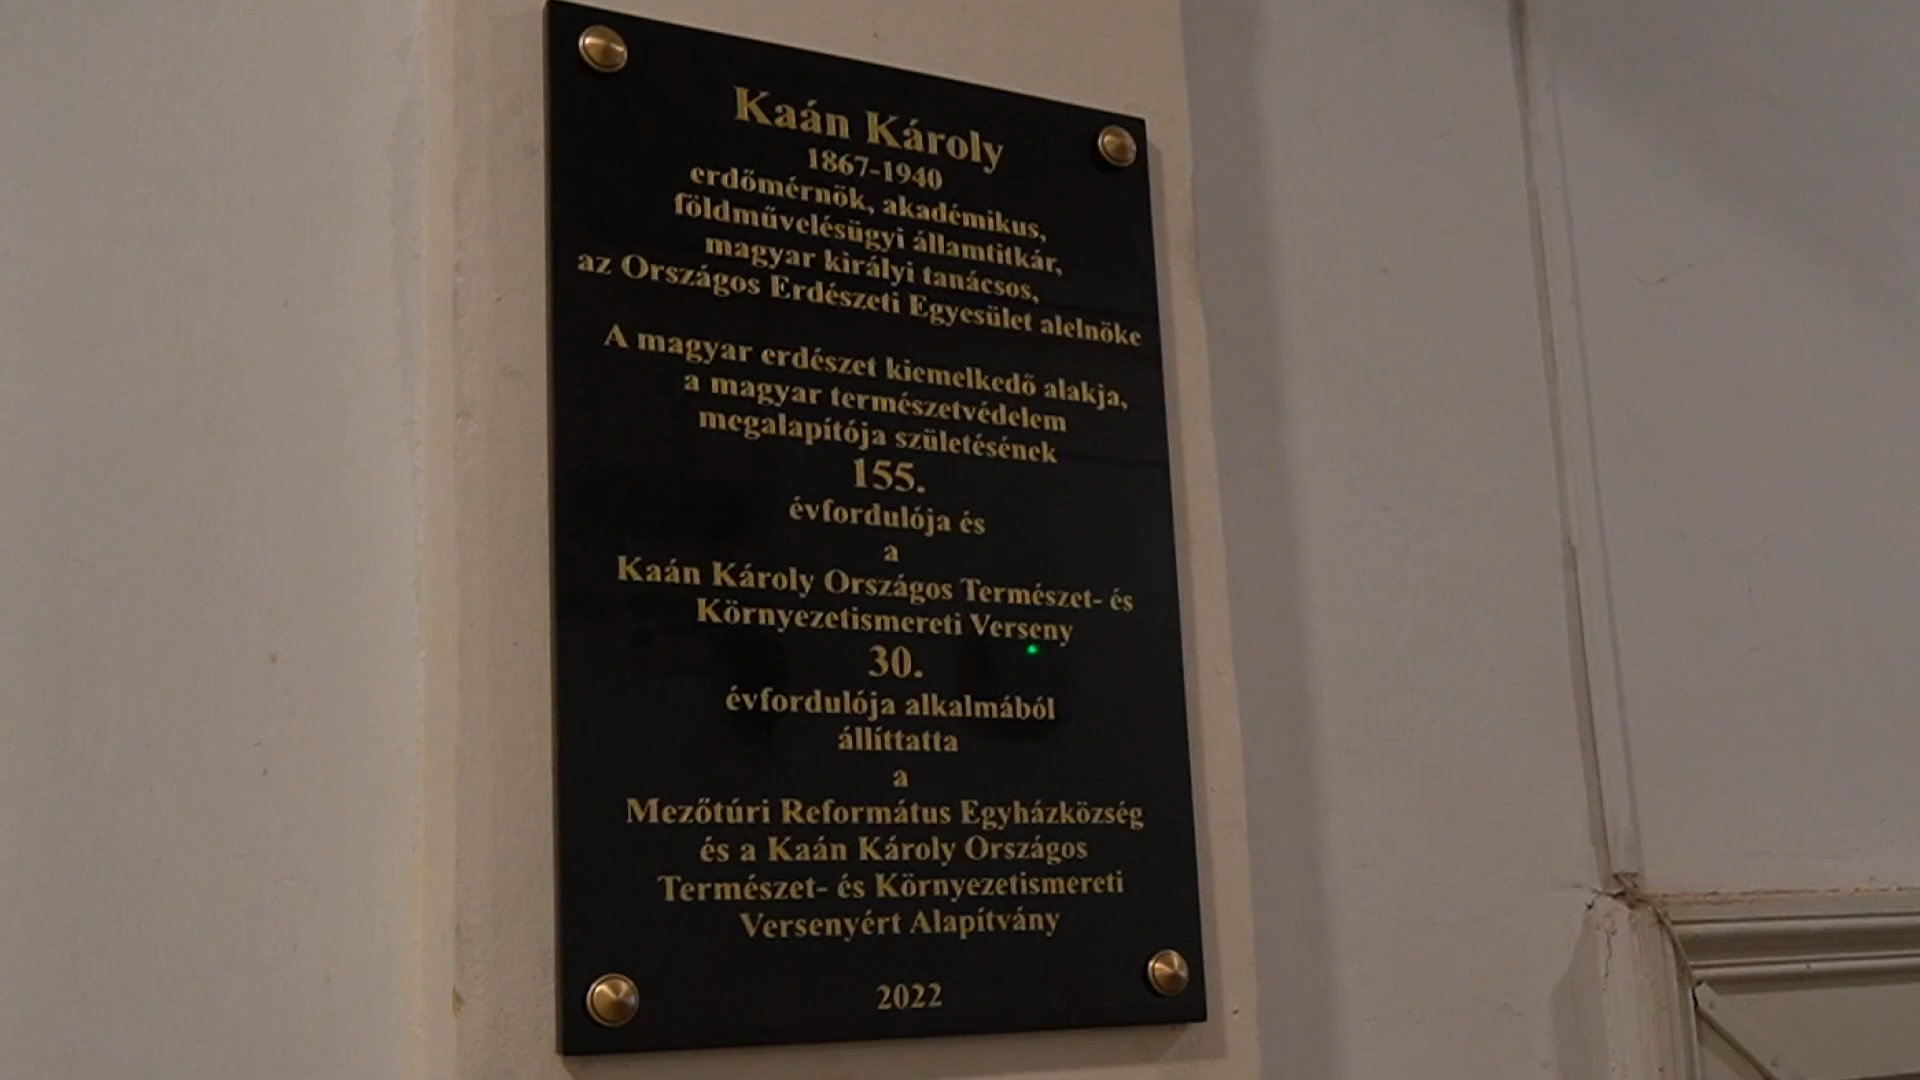 Kaán Károly
1867-1940
erdőmérnök, akadémikus,
földművelésügyi államtitkár,
magyar királyi tanácsos,
az Országos Erdészeti Egyesület alelnöke
A magyar erdészet kiemelkedő alakja,
a magyar természetvédelem
megalapítója születésének
155.
évfordulója és
a
Kaán Károly Országos Természet- és
Környezetismereti Verseny
30.
évfordulója alkalmából
állíttatta
a
Mezőtúri Református Egyházközség
és a Kaán Károly Országos
Természet- és Környezetismereti
Versenyért Alapítvány
2022